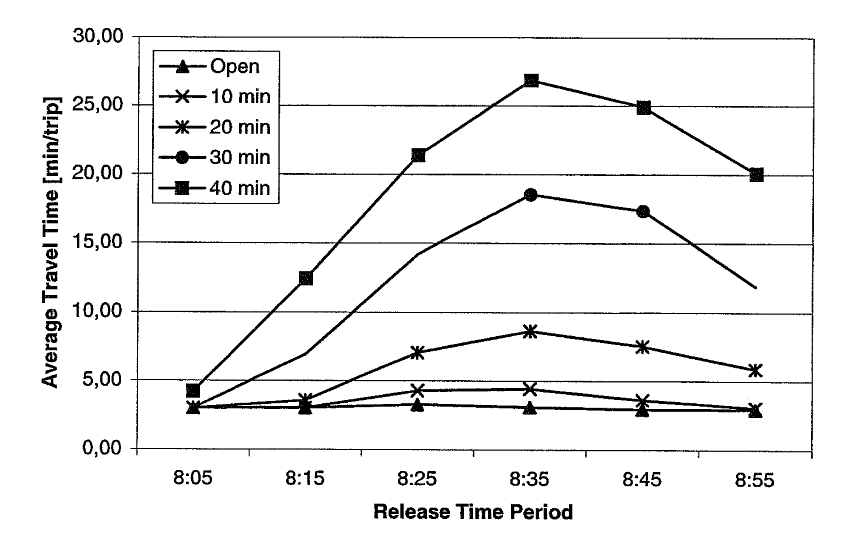 30,00
25,00
20,00
15,00
10,00
5,00
0,00
Average Travel Time [min/trip]
Open
10 min
20 min
30 min
40 min
8:05 8:15 8:25 8:35 8:45 8:55
Release Time Period